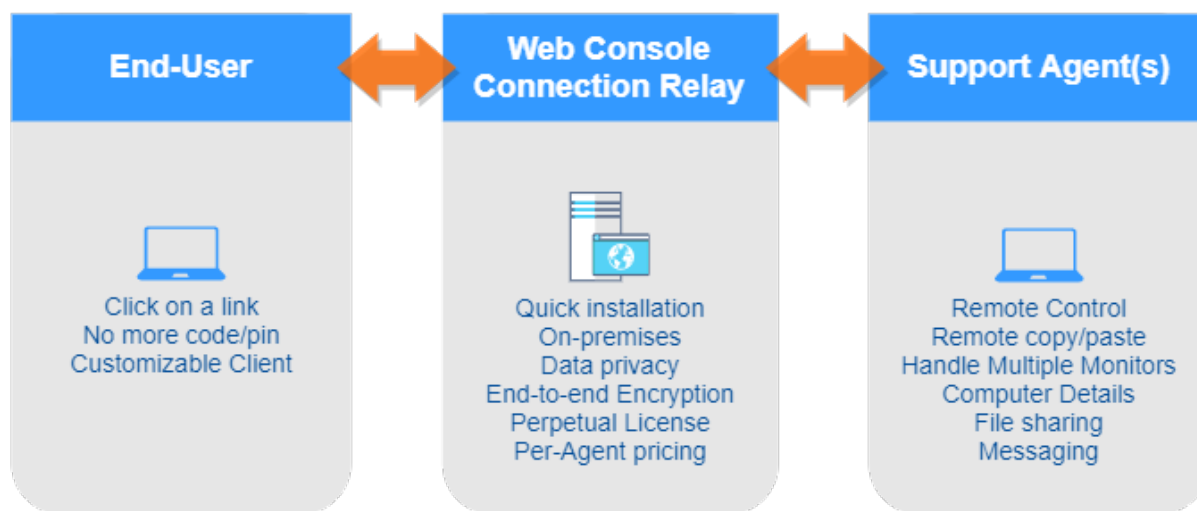 End-User
Click on a link
No more code/pin
Customizable Client
Web Console
Connection Relay
Quick installation
On-premises
Data privacy
End-to-end Encryption
Perpetual License
Per-Agent pricing
Support Agent(s)
Remote Control
Remote copy/paste
Handle Multiple Monitors
Computer Details
File sharing
Messaging